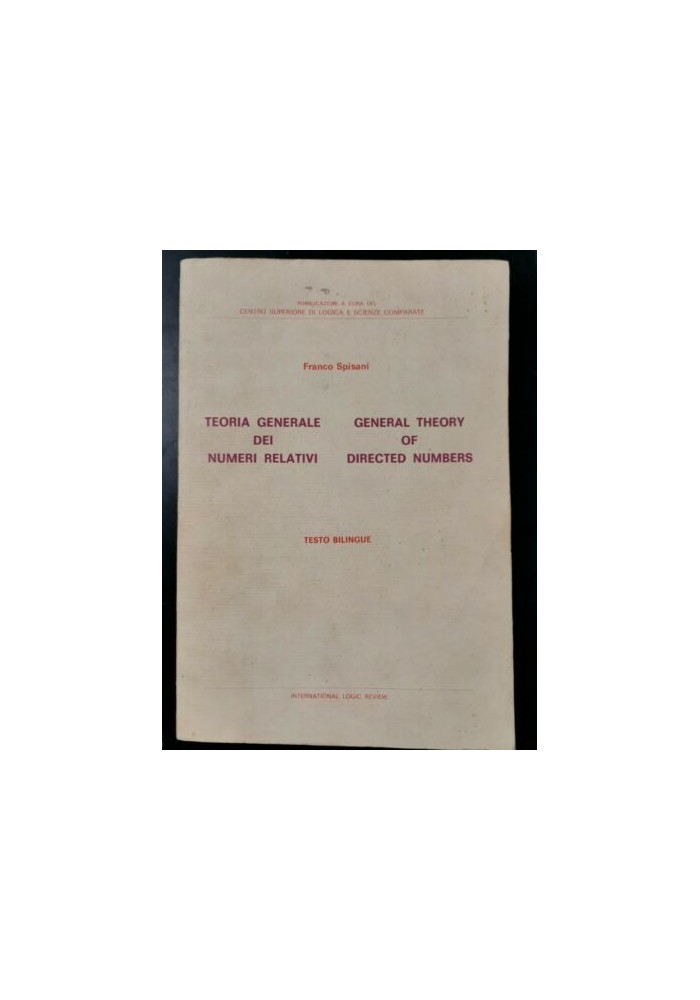 PUBBLICAZIONE A CURA DEL
CENTRO SUPERIORE DI LOGICA E SCIENZE COMPARATE
Franco Spisani
TEORIA GENERALE
DEI
NUMERI RELATIVI
GENERAL THEORY
OF
DIRECTED NUMBERS
TESTO BILINGUE
INTERNATIONAL LOGIC REVIEW